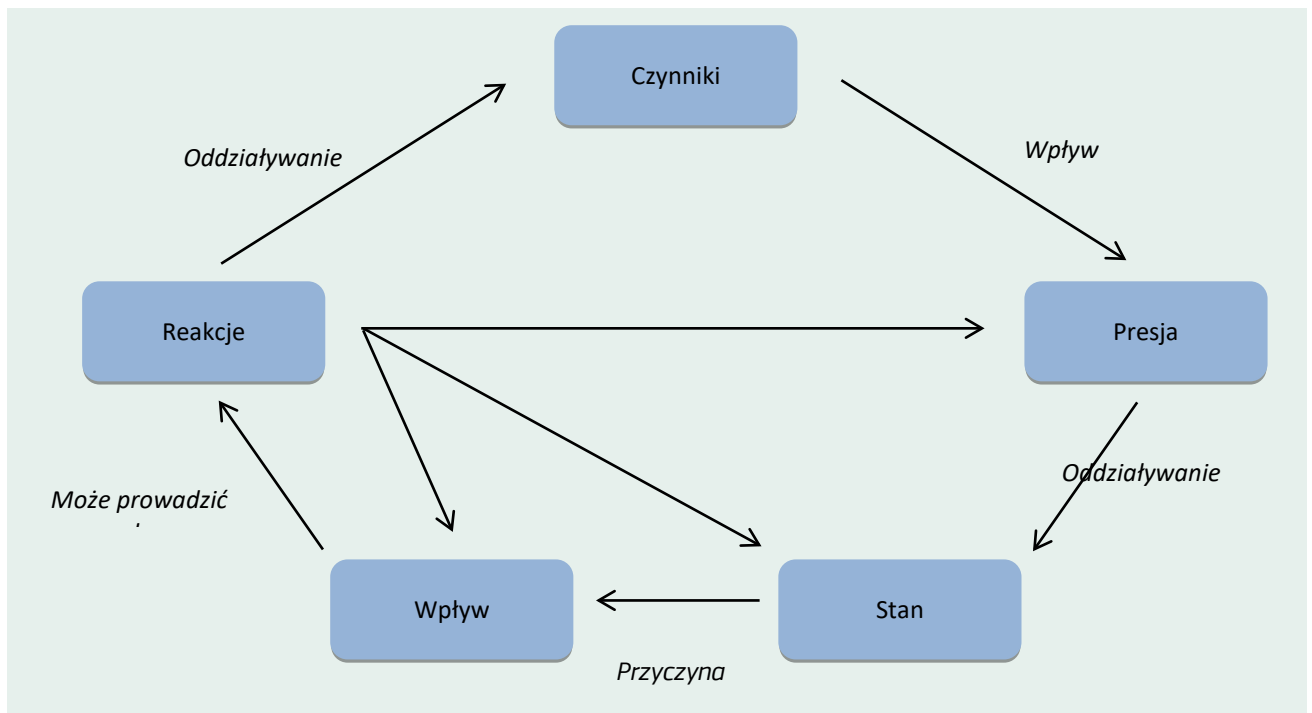 Czynniki
Oddziaływanie
Wpływ
Reakcje
Presja
Oddziaływanie
Może prowadzić
Wpływ
Stan
Przyczyna